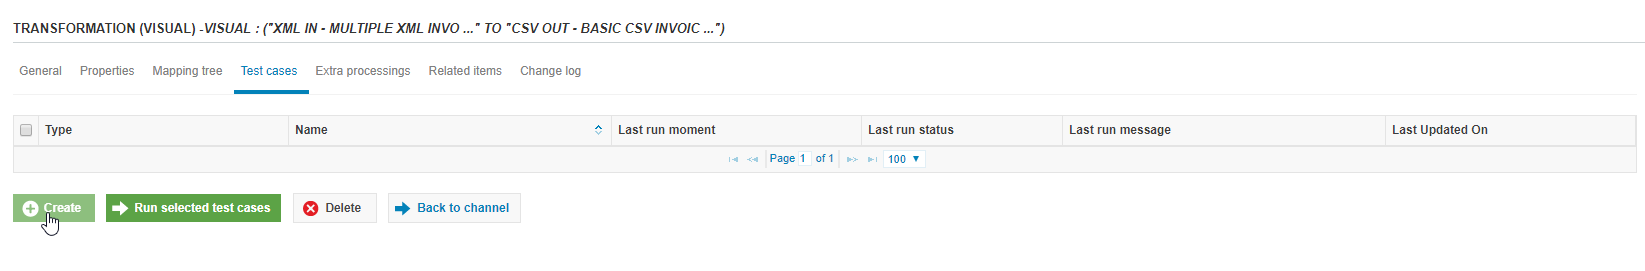 TRANSFORMATION (VISUAL) -VISUAL : ("XML IN - MULTIPLE XML INVO ..." TO "CSV OUT - BASIC CSV INVOIC ...")
General Properties Mapping tree Test cases Extra processings Related items Change log
Type Name Last run moment Last run status Last run message Last Updated On
Page 1 of 1 100
Create Run selected test cases Delete Back to channel